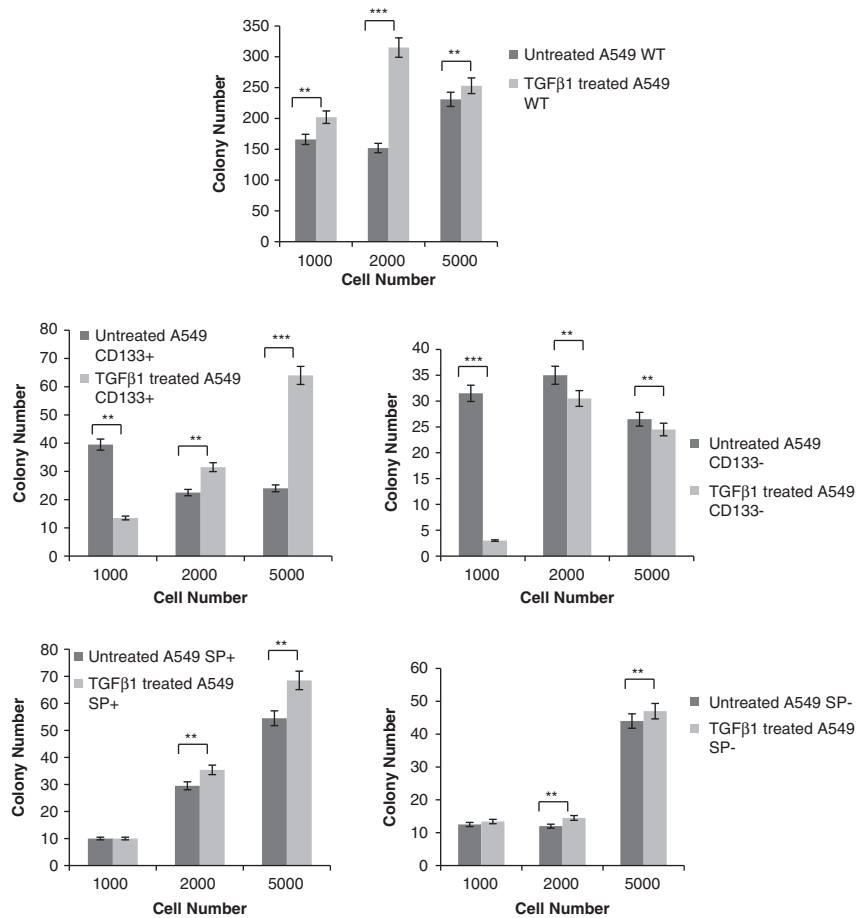 350
300
250
200
150
100
50
0
Colony Number
**
***
**
1000
2000
5000
Cell Number
Untreated A549 WT
TGFβ1 treated A549
WT
80
70
60
50
40
30
20
10
0
Colony Number
Untreated A549
CD133+
TGFβ1 treated A549
CD133+
**
**
***
1000
2000
5000
Cell Number
40
35
30
25
20
15
10
5
0
Colony Number
***
**
**
1000
2000
5000
Cell Number
Untreated A549
CD133-
TGFβ1 treated A549
CD133-
80
70
60
50
40
30
20
10
0
Colony Number
Untreated A549 SP+
TGFβ1 treated A549
SP+
**
**
1000
2000
5000
Cell Number
60
50
40
30
20
10
0
Colony Number
**
**
1000
2000
5000
Cell Number
Untreated A549 SP-
TGFβ1 treated A549
SP-